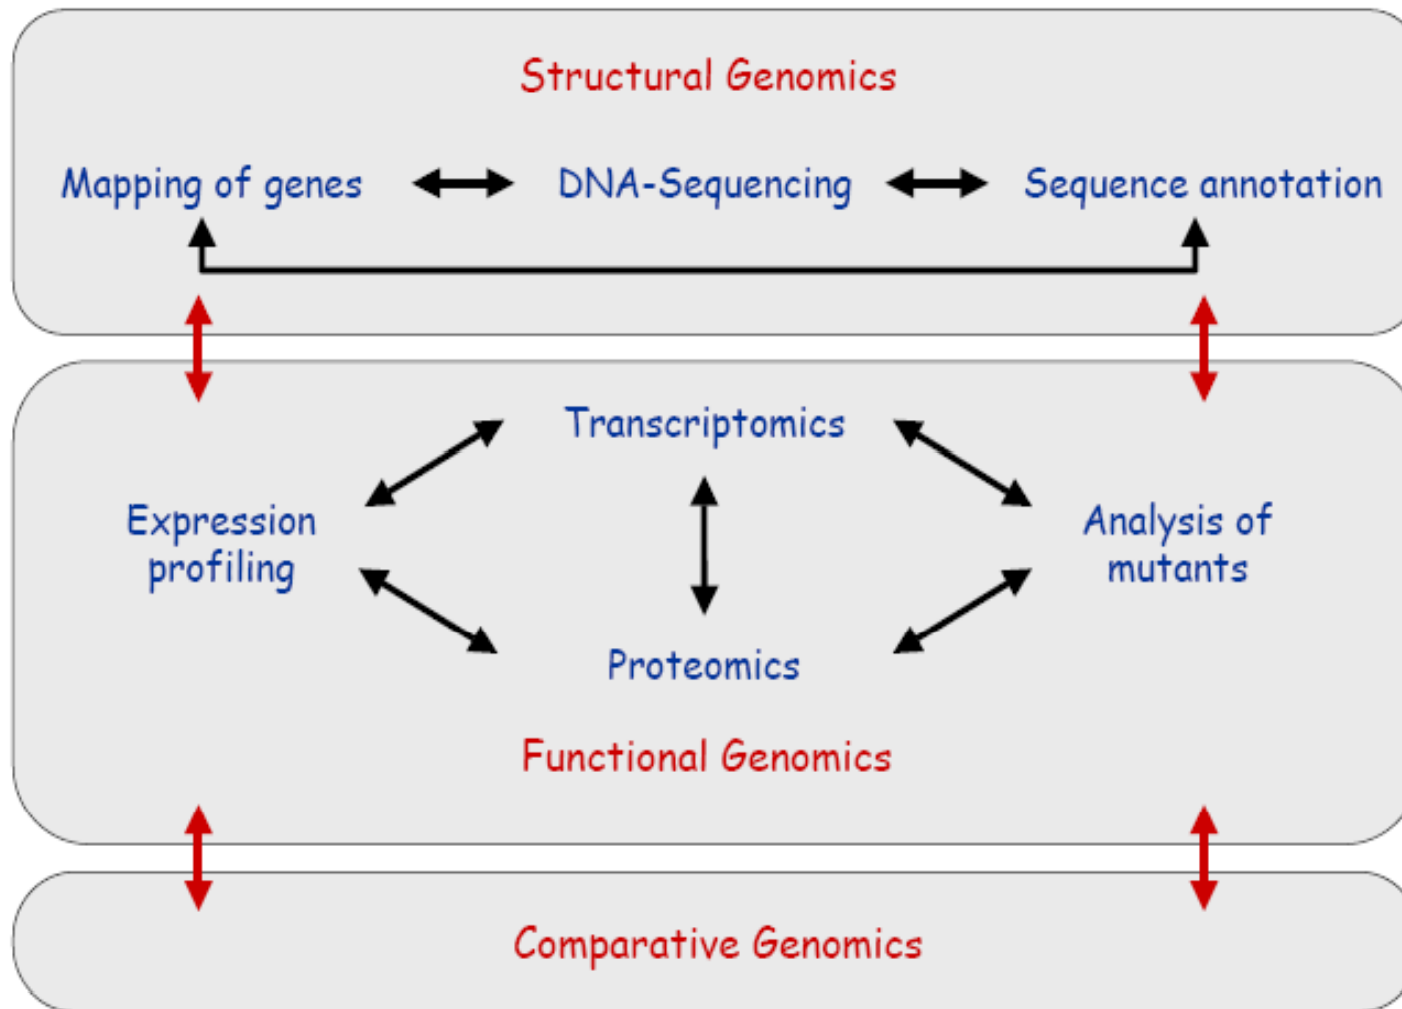 Structural Genomics
Mapping of genes
DNA-Sequencing
Sequence annotation
Transcriptomics
Expression
profiling
Analysis of
mutants
Proteomics
Functional Genomics
Comparative Genomics